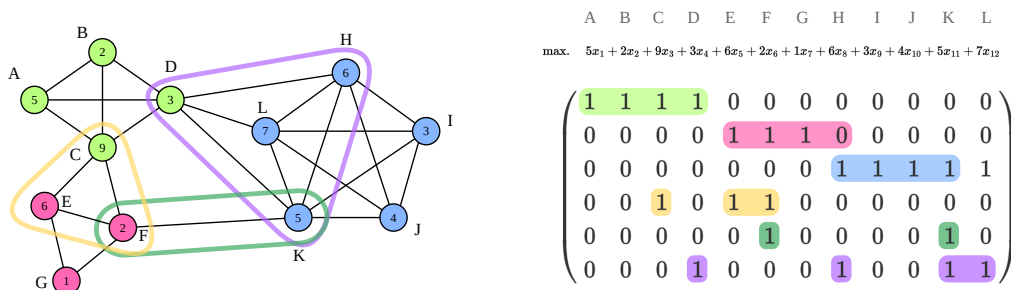 B
2
A
5
D
3
H
6
L
7
I
3
C
9
E
6
F
2
K
5
J
4
G
1
A B C D E F G H I J K L
max. 5x₁ + 2x₂ + 9x₃ + 3x₄ + 6x₅ + 2x₆ + 1x₇ + 6x₈ + 3x₉ + 4x₁₀ + 5x₁₁ + 7x₁₂
1 1 1 1 0 0 0 0 0 0 0 0
0 0 0 0 1 1 1 0 0 0 0 0
0 0 0 0 0 0 0 1 1 1 1 1
0 0 1 0 1 1 0 0 0 0 0 0
0 0 0 0 0 1 0 0 0 0 1 0
0 0 0 1 0 0 0 1 0 0 1 1